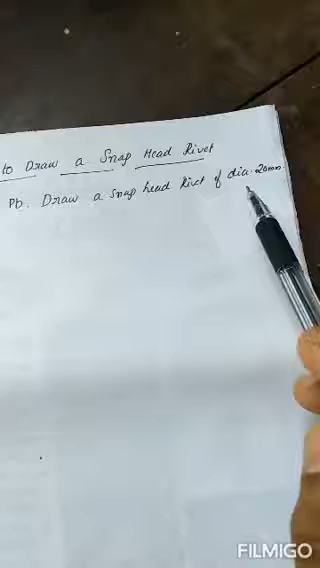 to Draw a Snap Head Rivet
Pb. Draw a Snap head Rivet of dia. 20mm.
FILMIGO